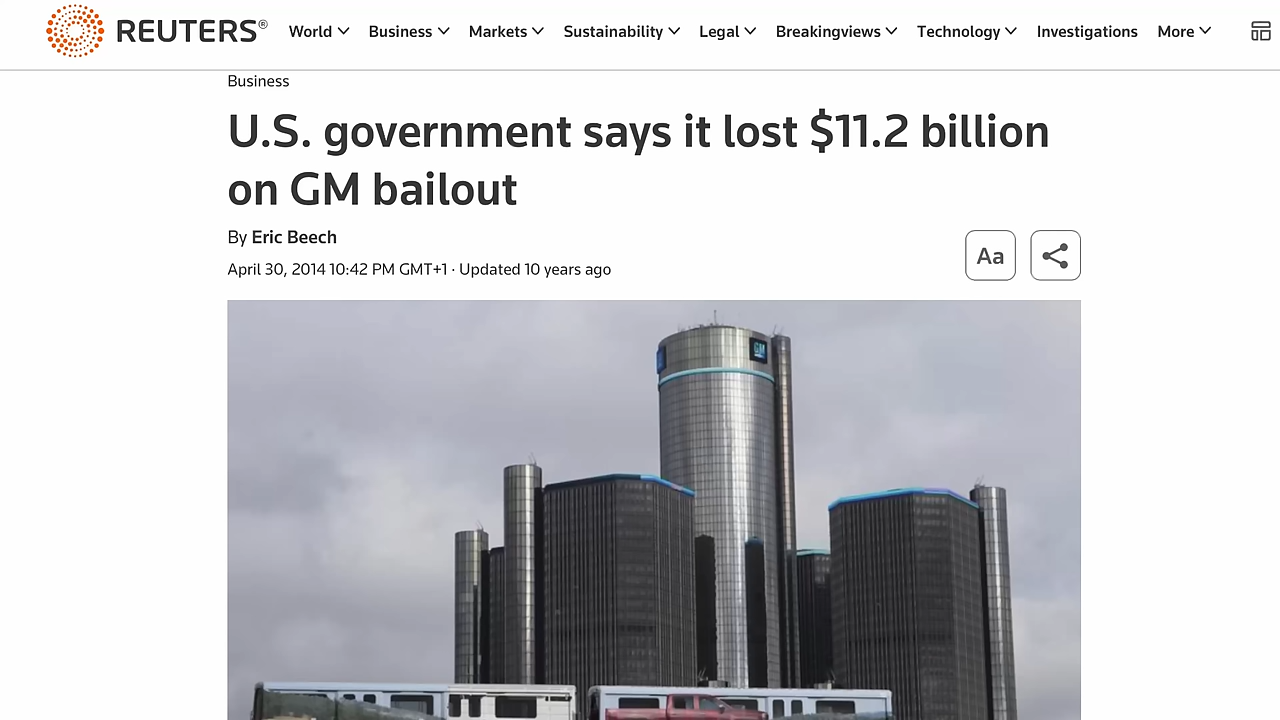 REUTERS® World Business Markets Sustainability Legal Breakingviews Technology Investigations More
Business
U.S. government says it lost $11.2 billion
on GM bailout
By Eric Beech
April 30, 2014 10:42 PM GMT+1 · Updated 10 years ago
Aa
GM